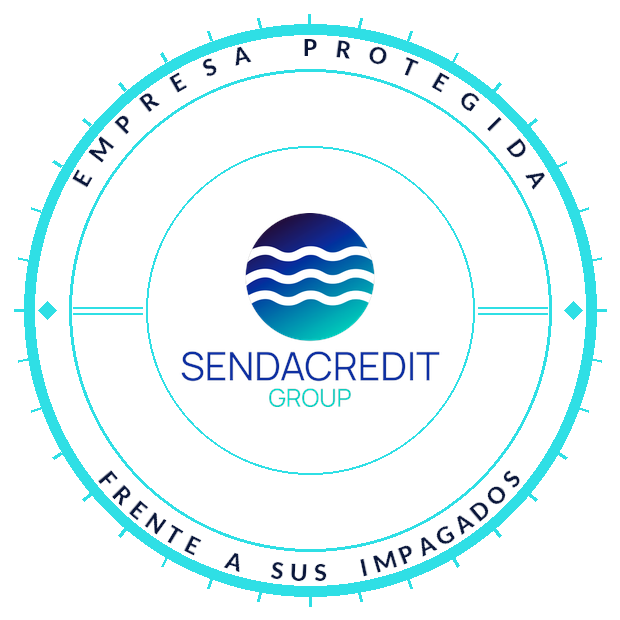 EMPRESA PROTEGIDA
SENDACREDIT
GROUP
FRENTE A SUS IMPAGADOS